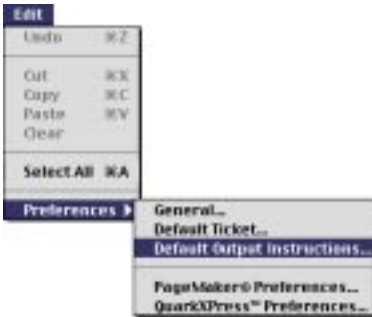 Edit
Undo ⌘Z
Cut ⌘X
Copy ⌘C
Paste ⌘V
Clear
Select All ⌘A
Preferences ▶
General...
Default Ticket...
Default Output Instructions...
PageMaker® Preferences...
QuarkXPress™ Preferences...